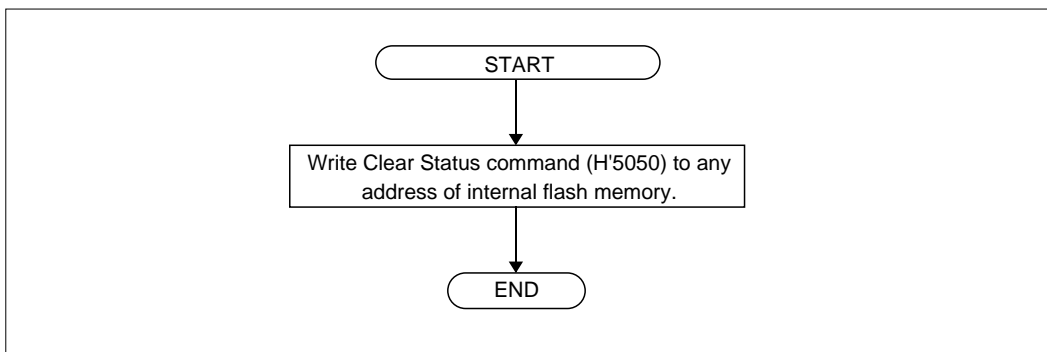 START
Write Clear Status command (H'5050) to any
address of internal flash memory.
END